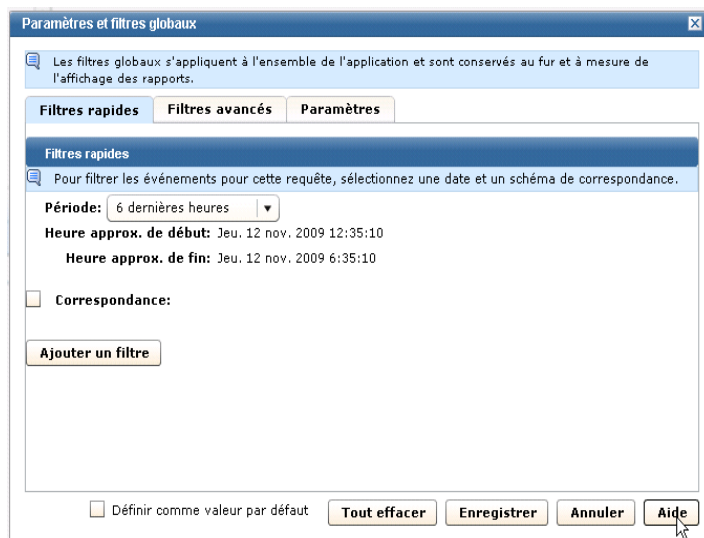 Paramètres et filtres globaux
Les filtres globaux s'appliquent à l'ensemble de l'application et sont conservés au fur et à mesure de
l'affichage des rapports.
Filtres rapides Filtres avancés Paramètres
Filtres rapides
Pour filtrer les événements pour cette requête, sélectionnez une date et un schéma de correspondance.
Période: 6 dernières heures
Heure approx. de début: Jeu. 12 nov. 2009 12:35:10
Heure approx. de fin: Jeu. 12 nov. 2009 6:35:10
Correspondance:
Ajouter un filtre
Définir comme valeur par défaut Tout effacer Enregistrer Annuler Aide